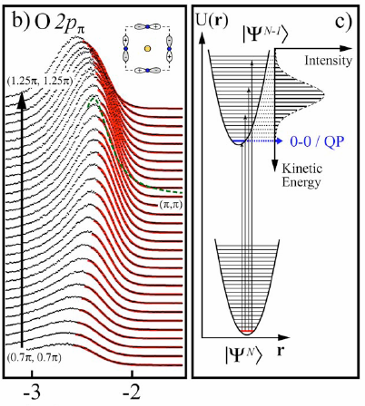 b) O 2pπ
(1.25π, 1.25π)
(π,π)
(0.7π, 0.7π)
-3
-2
U(r)
c)
|Ψ^N-1⟩
Intensity
0-0 / QP
Kinetic
Energy
|Ψ^N⟩
r